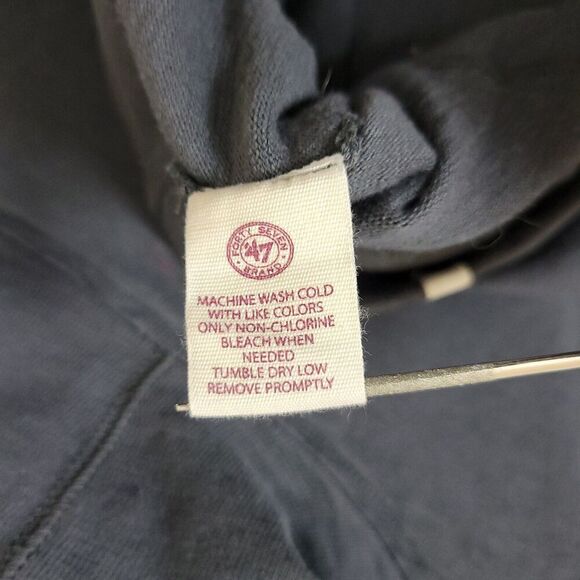 FORTY SEVEN
'47
BRAND
MACHINE WASH COLD
WITH LIKE COLORS
ONLY NON-CHLORINE
BLEACH WHEN
NEEDED
TUMBLE DRY LOW
REMOVE PROMPTLY